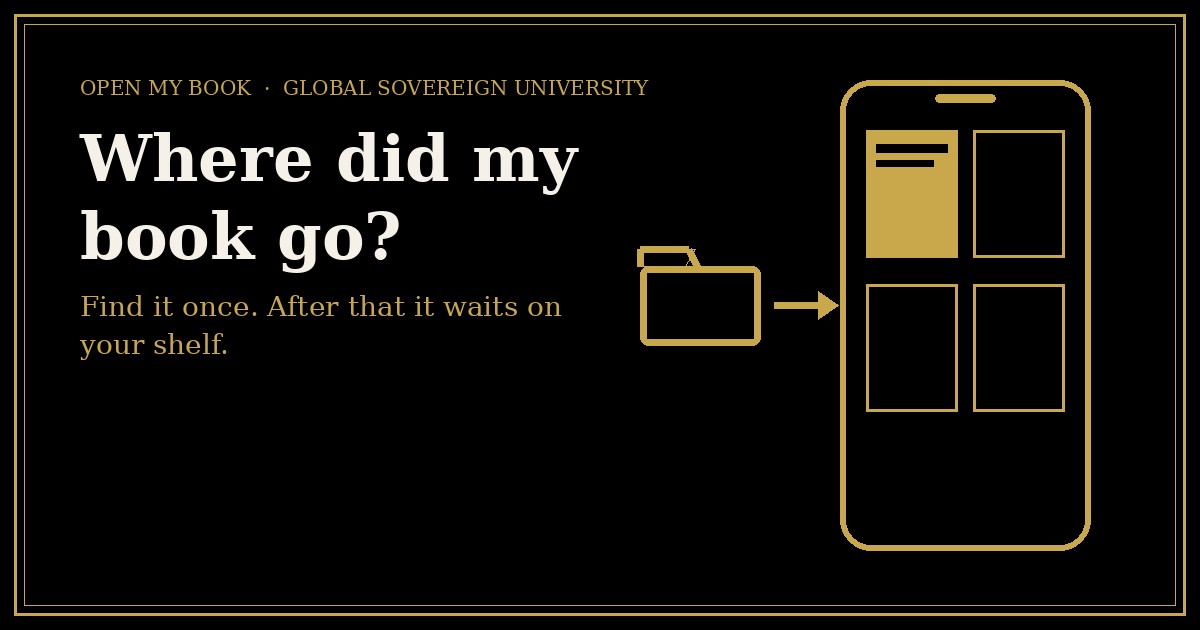 OPEN MY BOOK · GLOBAL SOVEREIGN UNIVERSITY
Where did my
book go?
Find it once. After that it waits on
your shelf.